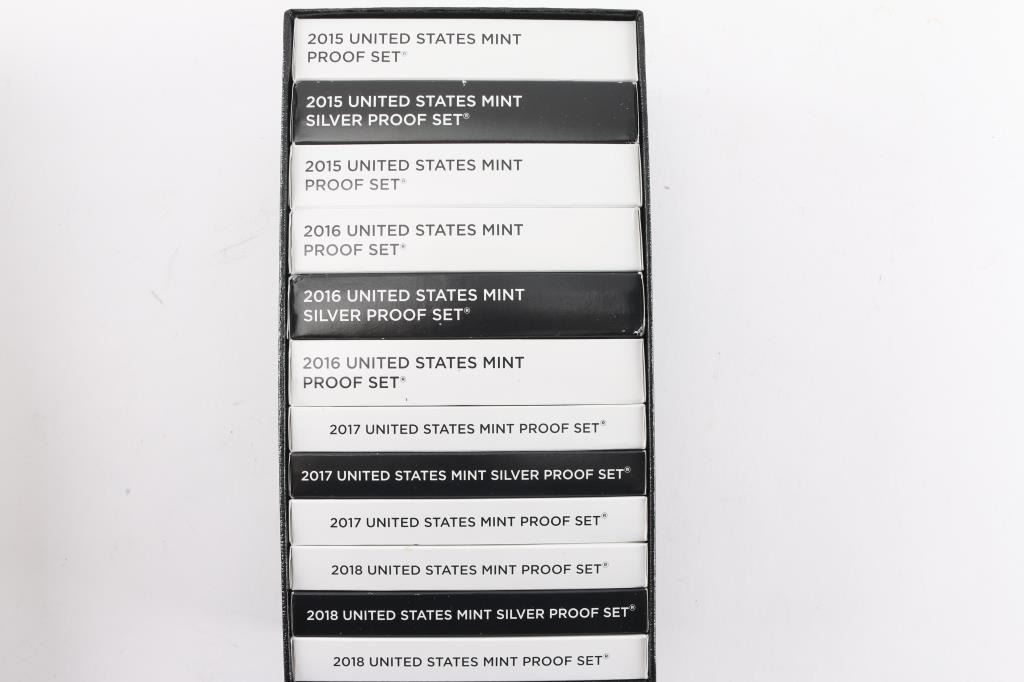 2015 UNITED STATES MINT
PROOF SET®
2015 UNITED STATES MINT
SILVER PROOF SET®
2015 UNITED STATES MINT
PROOF SET®
2016 UNITED STATES MINT
PROOF SET®
2016 UNITED STATES MINT
SILVER PROOF SET®
2016 UNITED STATES MINT
PROOF SET®
2017 UNITED STATES MINT PROOF SET®
2017 UNITED STATES MINT SILVER PROOF SET®
2017 UNITED STATES MINT PROOF SET®
2018 UNITED STATES MINT PROOF SET®
2018 UNITED STATES MINT SILVER PROOF SET®
2018 UNITED STATES MINT PROOF SET®